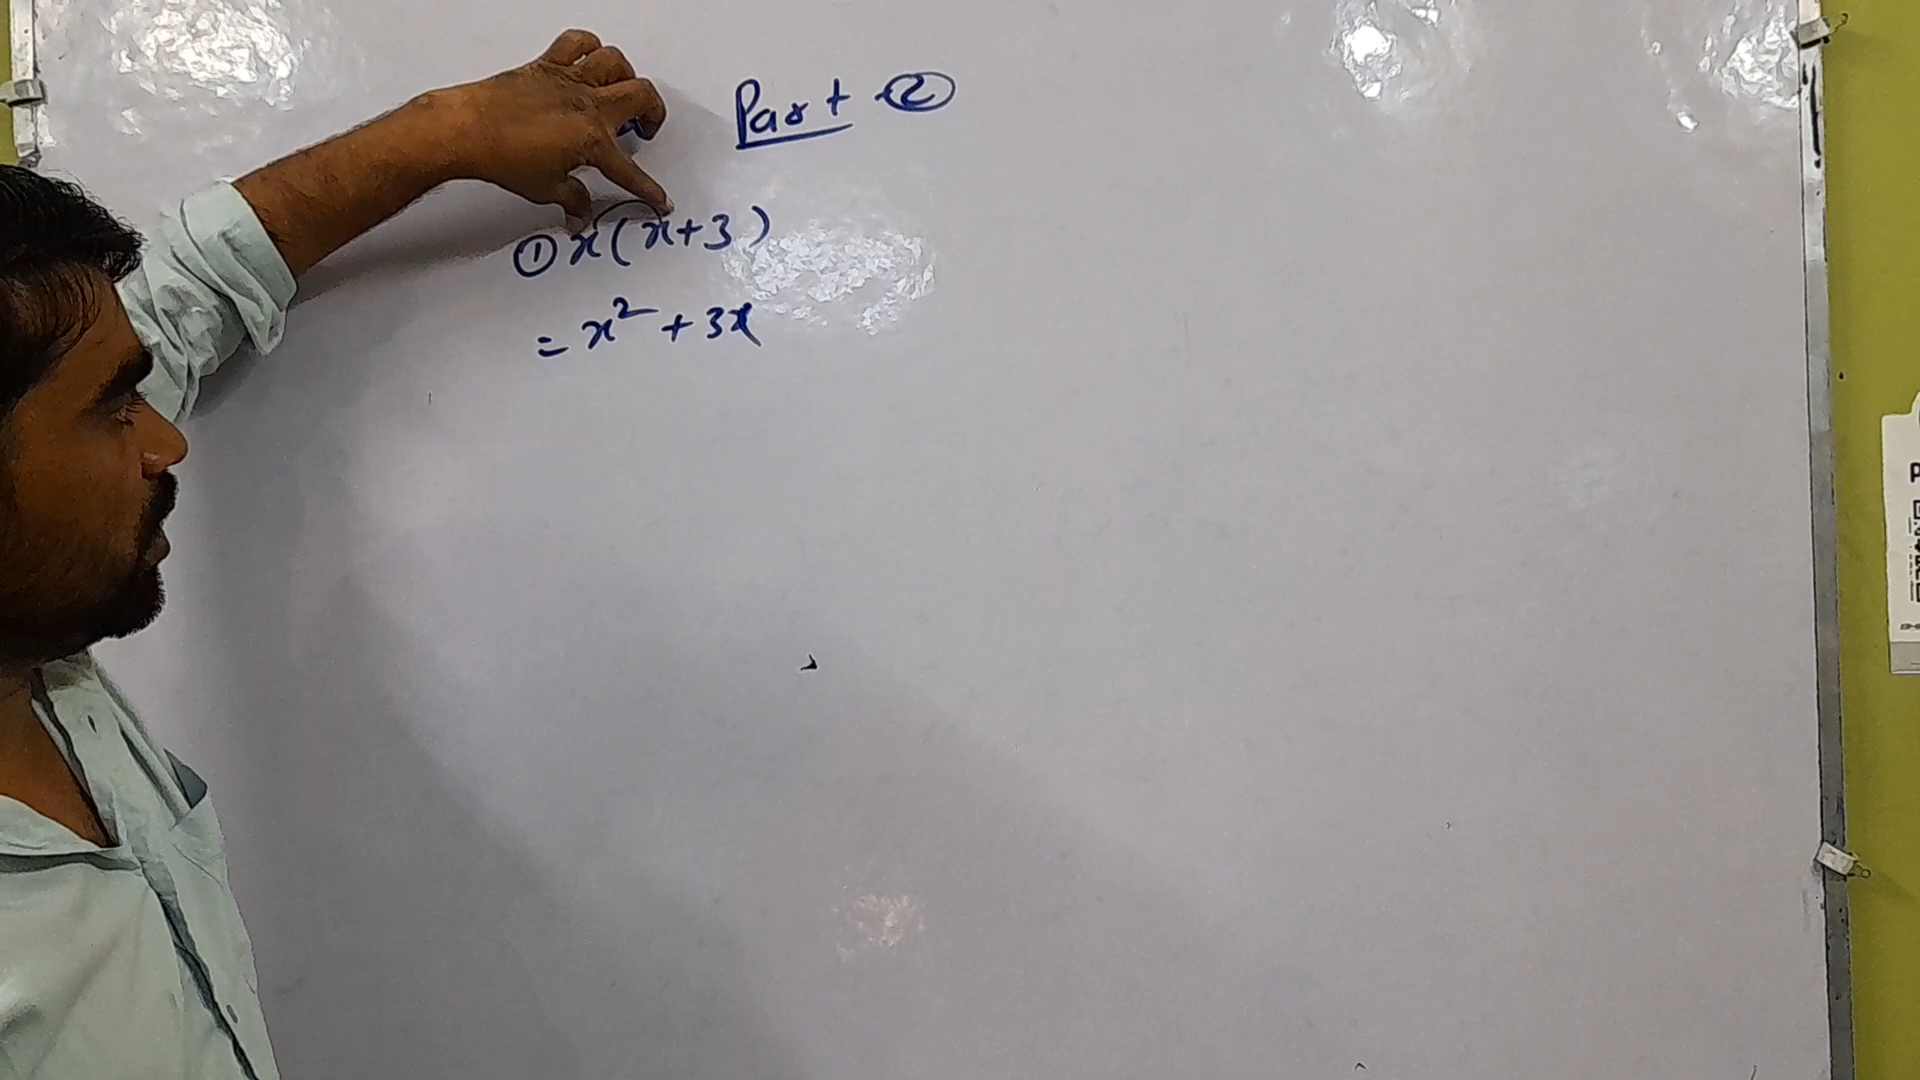 Part ②
① x(x+3)
= x² + 3x
P